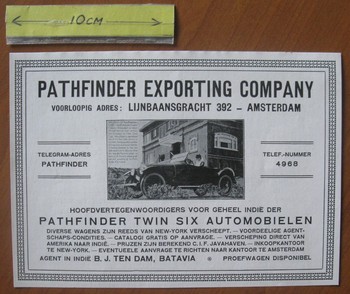 10CM
PATHFINDER EXPORTING COMPANY
VOORLOOPIG ADRES: LIJNBAANSGRACHT 392 - AMSTERDAM
TELEGRAM-ADRES
PATHFINDER
TELEF.-NUMMER
4968
HOOFDVERTEGENWOORDIGERS VOOR GEHEEL INDIE DER
PATHFINDER TWIN SIX AUTOMOBIELEN
DIVERSE WAGENS ZIJN REEDS VAN NEW-YORK VERSCHEEPT. — VOORDEELIGE AGENT-
SCHAPS-CONDITIES. — CATALOGI GRATIS OP AANVRAGE. — VERSCHEPING DIRECT VAN
AMERIKA NAAR INDIË. — PRIJZEN ZIJN BEREKEND C.I.F. JAVAHAVEN. — INKOOPKANTOOR
TE NEW-YORK. — EVENTUEELE AANVRAGE TE RICHTEN NAAR KANTOOR TE AMSTERDAM
AGENT IN INDIE B. J. TEN DAM, BATAVIA * PROEFWAGEN DISPONIBEL